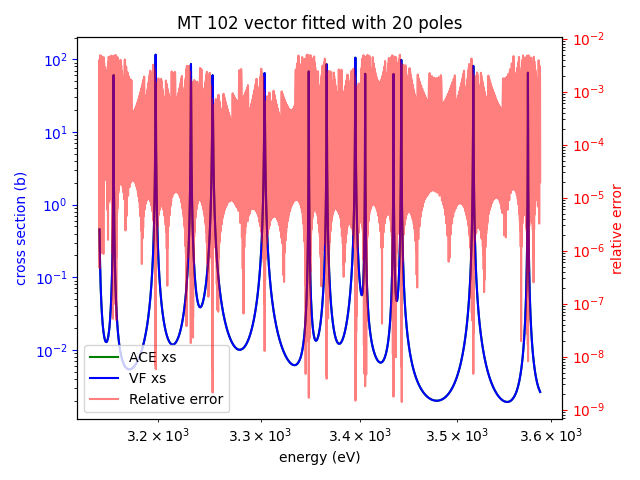 MT 102 vector fitted with 20 poles
cross section (b)
10²
10¹
10⁰
10⁻¹
10⁻²
10⁻²
10⁻³
10⁻⁴
10⁻⁵
10⁻⁶
10⁻⁷
10⁻⁸
10⁻⁹
relative error
ACE xs
VF xs
Relative error
3.2 × 10³ 3.3 × 10³ 3.4 × 10³ 3.5 × 10³ 3.6 × 10³
energy (eV)